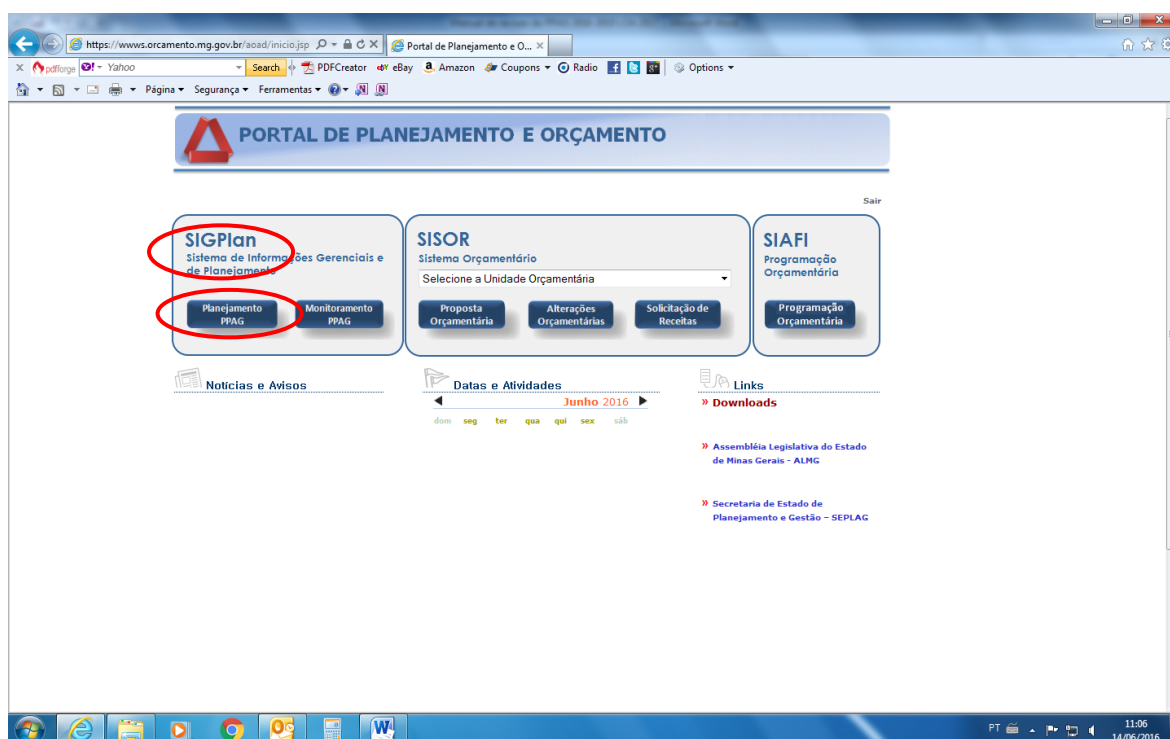 https://wwws.orcamento.mg.gov.br/aoad/inicio.jsp
Portal de Planejamento e O...
pdfforge
Yahoo
Search
PDFCreator
eBay
Amazon
Coupons
Radio
Options
Página
Segurança
Ferramentas
PORTAL DE PLANEJAMENTO E ORÇAMENTO
Sair
SIGPlan
Sistema de Informações Gerenciais e
de Planejamento
Planejamento
PPAG
Monitoramento
PPAG
SISOR
Sistema Orçamentário
Selecione a Unidade Orçamentária
Proposta
Orçamentária
Alterações
Orçamentárias
Solicitação de
Receitas
SIAFI
Programação
Orçamentária
Programação
Orçamentária
Notícias e Avisos
Datas e Atividades
Junho 2016
dom seg ter qua qui sex sáb
Links
» Downloads
» Assembléia Legislativa do Estado
de Minas Gerais - ALMG
» Secretaria de Estado de
Planejamento e Gestão – SEPLAG
PT
11:06
14/06/2016